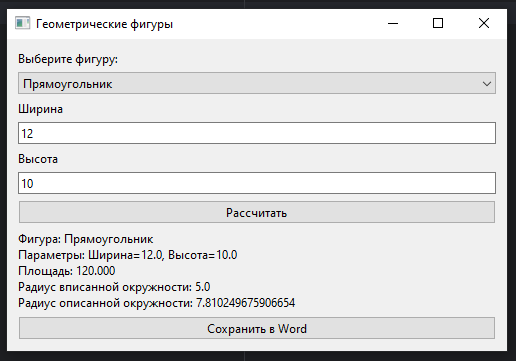 Геометрические фигуры
Выберите фигуру:
Прямоугольник
Ширина
12
Высота
10
Рассчитать
Фигура: Прямоугольник
Параметры: Ширина=12.0, Высота=10.0
Площадь: 120.000
Радиус вписанной окружности: 5.0
Радиус описанной окружности: 7.810249675906654
Сохранить в Word